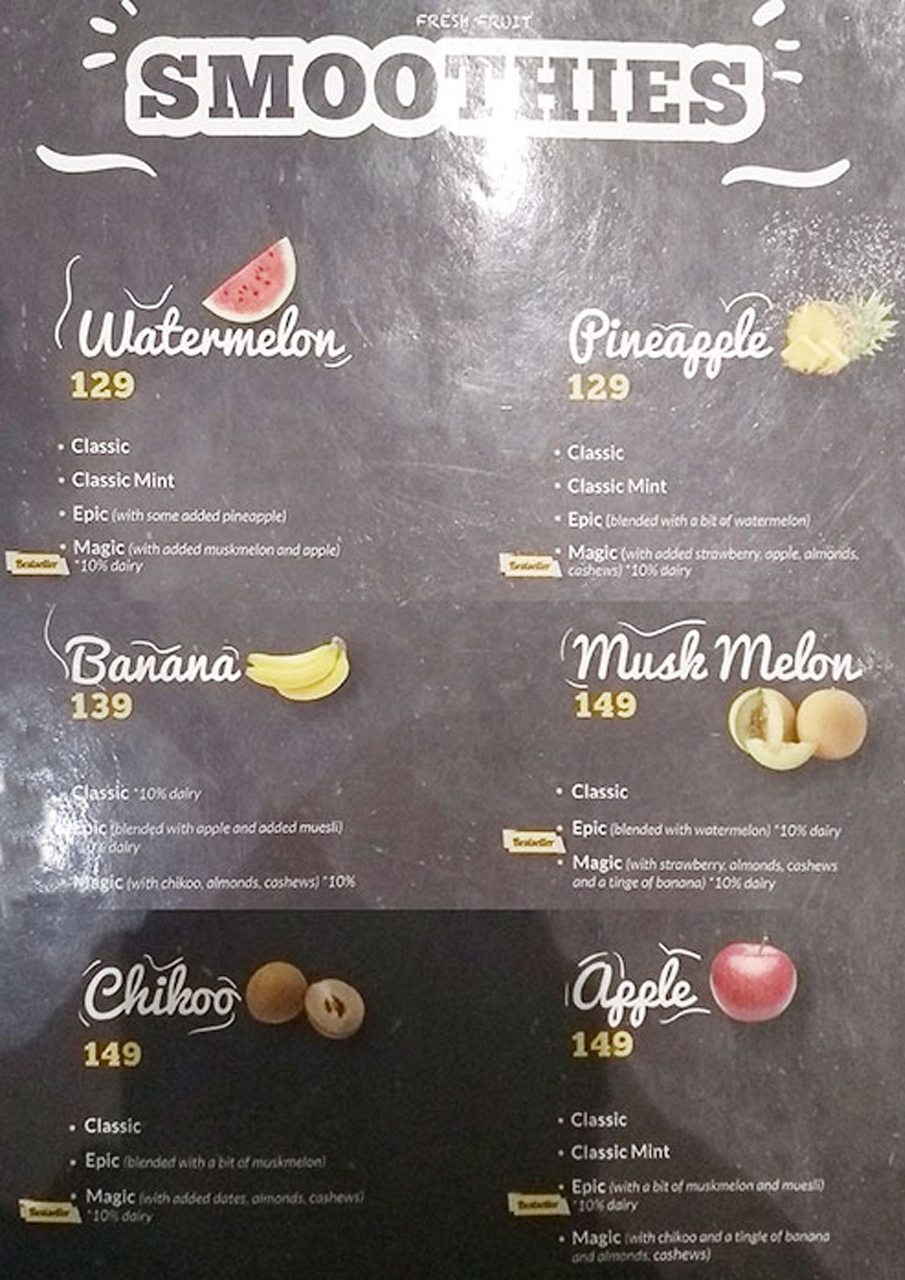 FRESH FRUIT
SMOOTHIES
Watermelon
129
• Classic
• Classic Mint
• Epic (with some added pineapple)
• Magic (with added muskmelon and apple)
Bestseller
*10% dairy
Pineapple
129
• Classic
• Classic Mint
• Epic (blended with a bit of watermelon)
• Magic (with added strawberry, apple, almonds,
Bestseller
cashews) *10% dairy
Banana
139
Classic *10% dairy
Epic (blended with apple and added muesli)
*10% dairy
Magic (with chikoo, almonds, cashews) *10%
Musk Melon
149
• Classic
• Epic (blended with watermelon) *10% dairy
Bestseller
• Magic (with strawberry, almonds, cashews
and a tinge of banana) *10% dairy
Chikoo
149
• Classic
• Epic (blended with a bit of muskmelon)
• Magic (with added dates, almonds, cashews)
Bestseller
*10% dairy
Apple
149
• Classic
• Classic Mint
• Epic (with a bit of muskmelon and muesli)
Bestseller
*10% dairy
• Magic (with chikoo and a tingle of banana
and almonds, cashews)